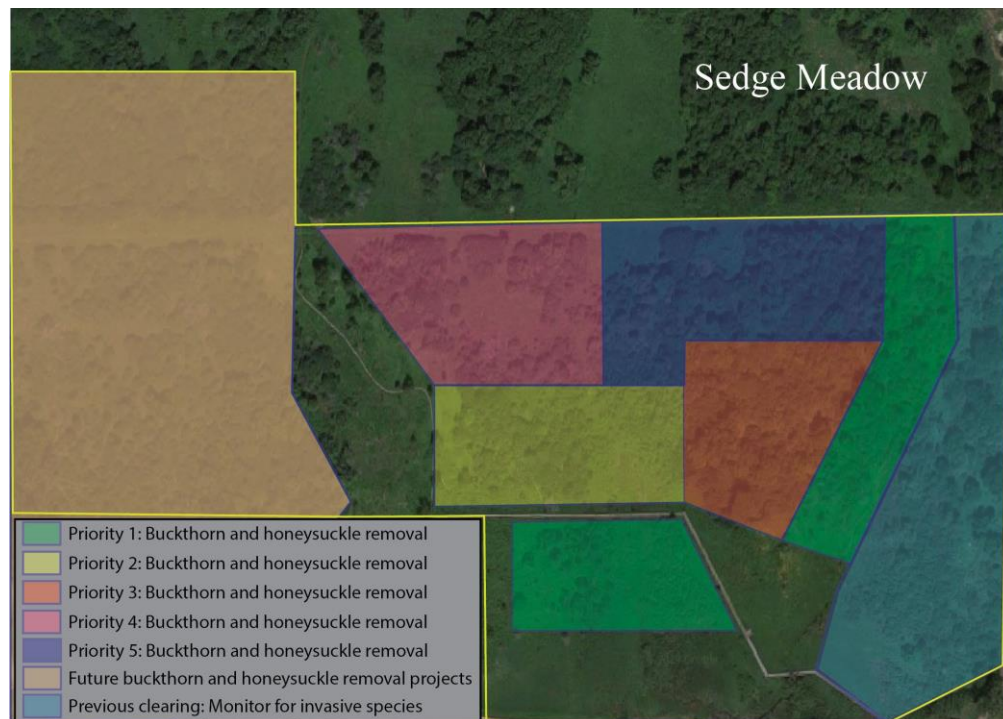 Sedge Meadow
Priority 1: Buckthorn and honeysuckle removal
Priority 2: Buckthorn and honeysuckle removal
Priority 3: Buckthorn and honeysuckle removal
Priority 4: Buckthorn and honeysuckle removal
Priority 5: Buckthorn and honeysuckle removal
Future buckthorn and honeysuckle removal projects
Previous clearing: Monitor for invasive species